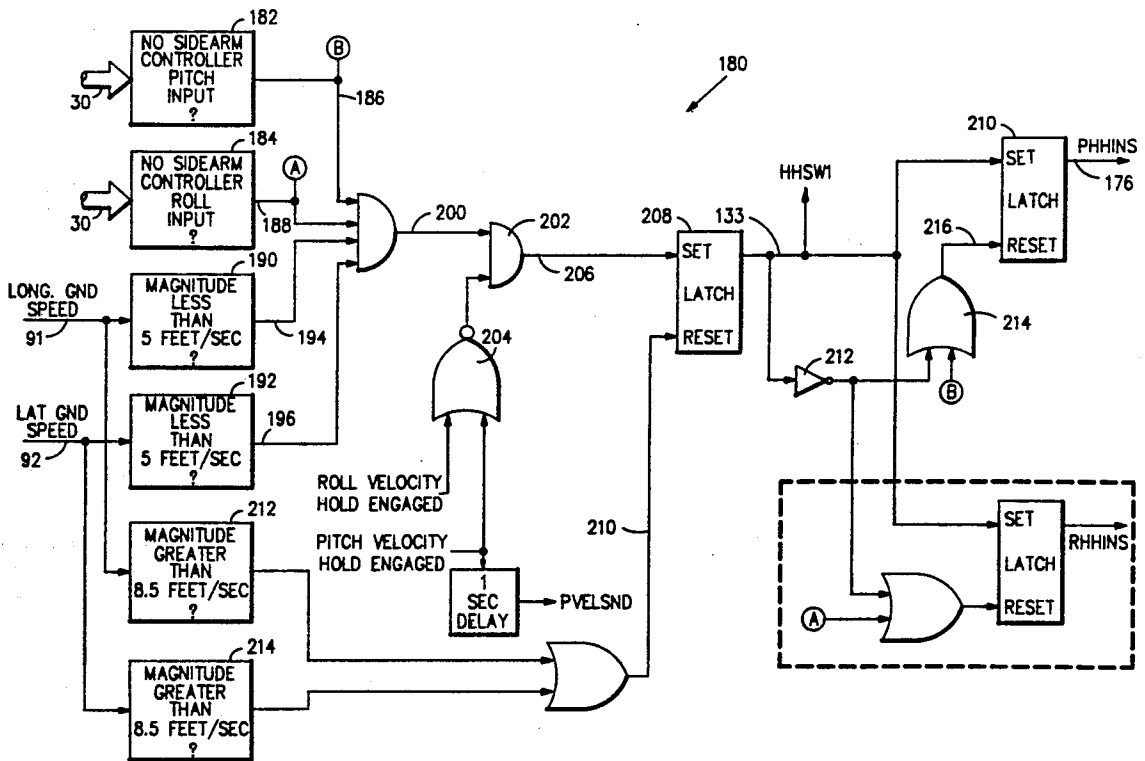 182
NO SIDEARM
CONTROLLER
PITCH
INPUT
?
30
B
186
180
184
NO SIDEARM
CONTROLLER
ROLL
INPUT
?
30
A
188
200
202
206
190
MAGNITUDE
LESS
THAN
5 FEET/SEC
?
LONG. GND
SPEED
91
194
192
MAGNITUDE
LESS
THAN
5 FEET/SEC
?
LAT GND
SPEED
92
196
204
ROLL VELOCITY
HOLD ENGAGED
PITCH VELOCITY
HOLD ENGAGED
1
SEC
DELAY
PVELSND
212
MAGNITUDE
GREATER
THAN
8.5 FEET/SEC
?
214
MAGNITUDE
GREATER
THAN
8.5 FEET/SEC
?
210
208
SET
LATCH
RESET
133
HHSW1
212
210
SET
LATCH
RESET
PHHINS
176
216
214
B
SET
LATCH
RESET
RHHINS
A